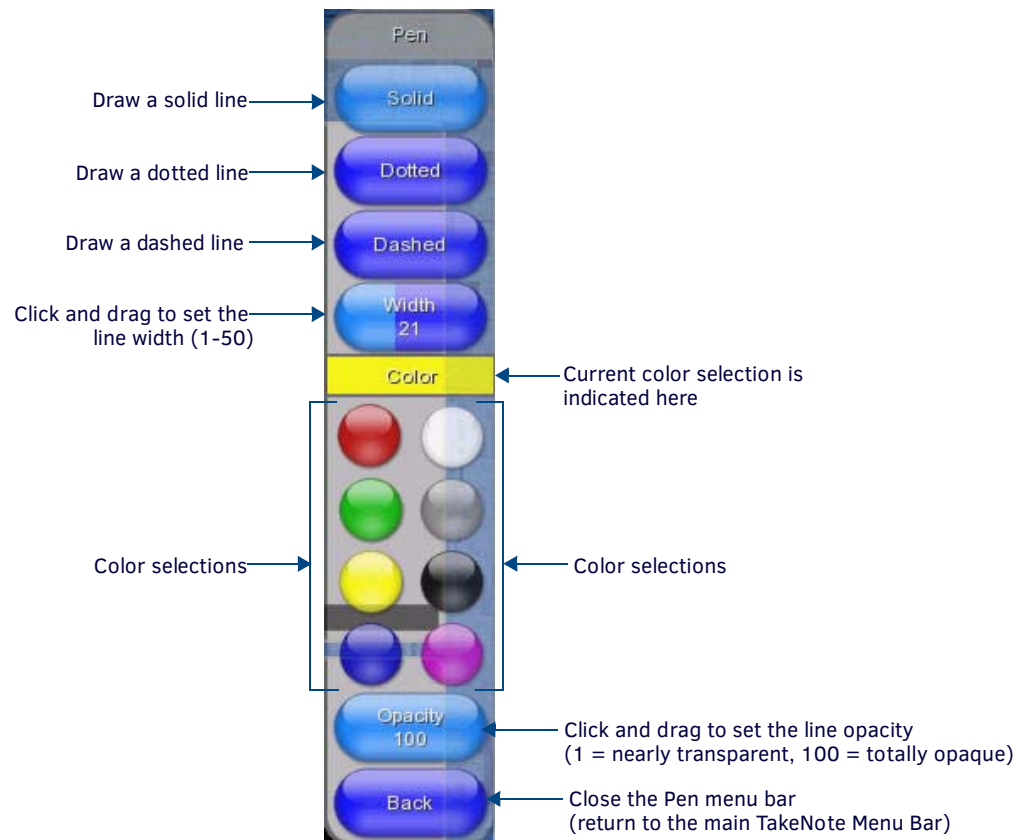 Pen
Draw a solid line
Solid
Draw a dotted line
Dotted
Draw a dashed line
Dashed
Click and drag to set the
line width (1-50)
Width
21
Color
Current color selection is
indicated here
Color selections
Color selections
Opacity
100
Click and drag to set the line opacity
(1 = nearly transparent, 100 = totally opaque)
Back
Close the Pen menu bar
(return to the main TakeNote Menu Bar)